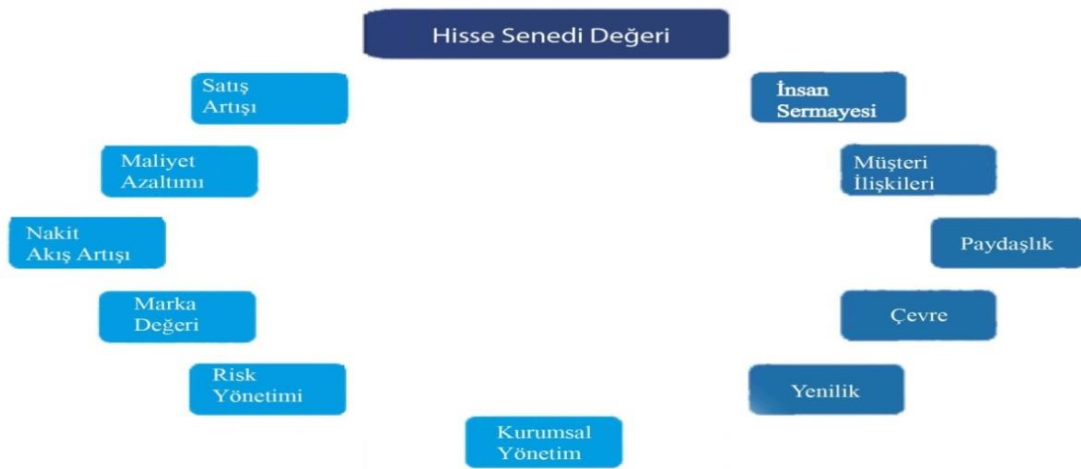 Hisse Senedi Değeri
Satış
Artışı
İnsan
Sermayesi
Maliyet
Azaltımı
Müşteri
İlişkileri
Nakit
Akış Artışı
Paydaşlık
Marka
Değeri
Çevre
Risk
Yönetimi
Yenilik
Kurumsal
Yönetim